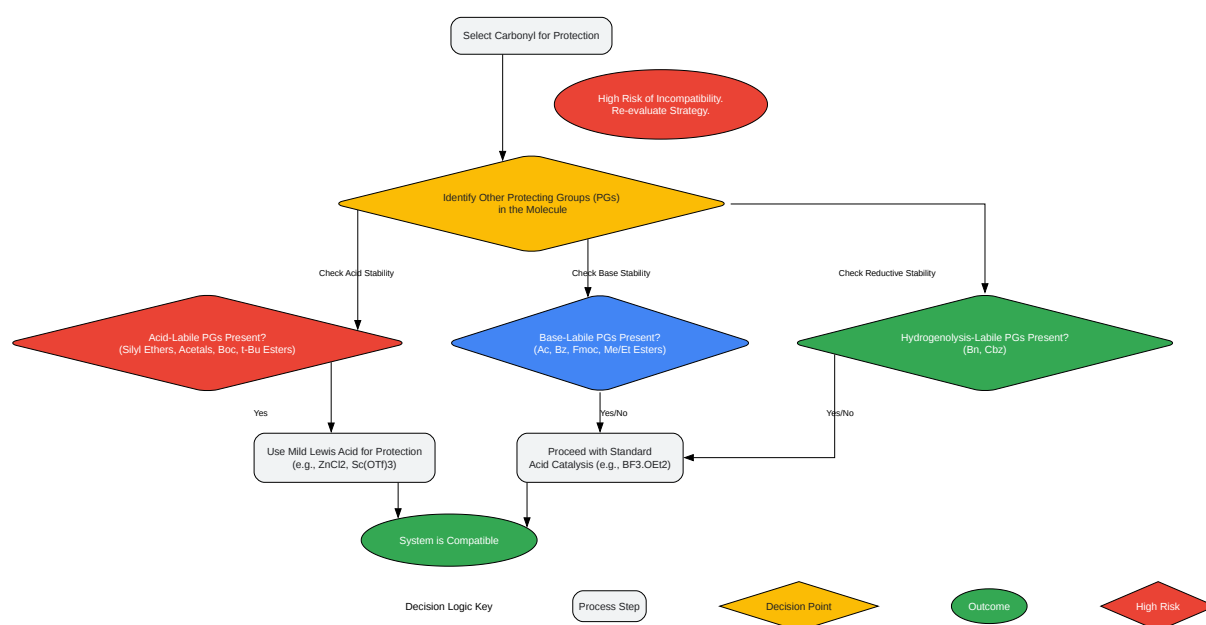 Select Carbonyl for Protection
High Risk of Incompatibility.
Re-evaluate Strategy.
Identify Other Protecting Groups (PGs)
in the Molecule
Check Acid Stability
Check Base Stability
Check Reductive Stability
Acid-Labile PGs Present?
(Silyl Ethers, Acetals, Boc, t-Bu Esters)
Base-Labile PGs Present?
(Ac, Bz, Fmoc, Me/Et Esters)
Hydrogenolysis-Labile PGs Present?
(Bn, Cbz)
Yes
Yes/No
Yes/No
Use Mild Lewis Acid for Protection
(e.g., ZnCl2, Sc(OTf)3)
Proceed with Standard
Acid Catalysis (e.g., BF3.OEt2)
System is Compatible
Decision Logic Key
Process Step
Decision Point
Outcome
High Risk